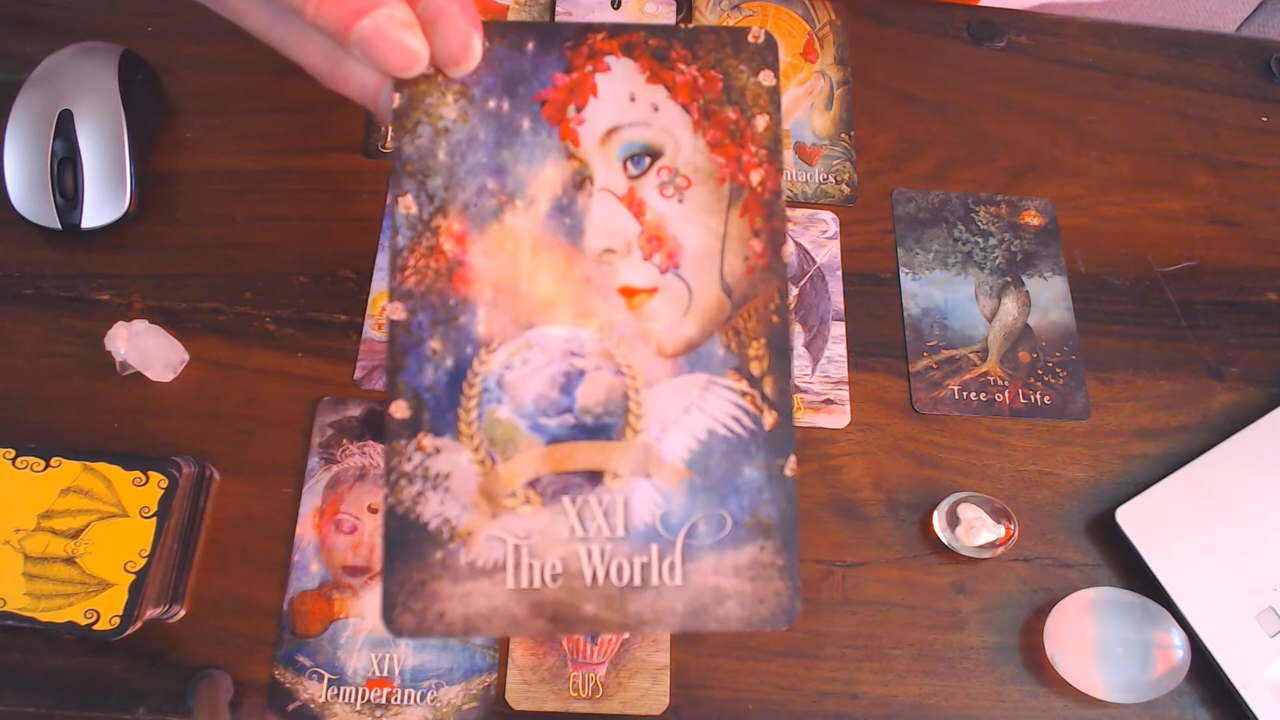 ntacles
The
Tree of Life
XXI
The World
XIV
Temperance
CUPS